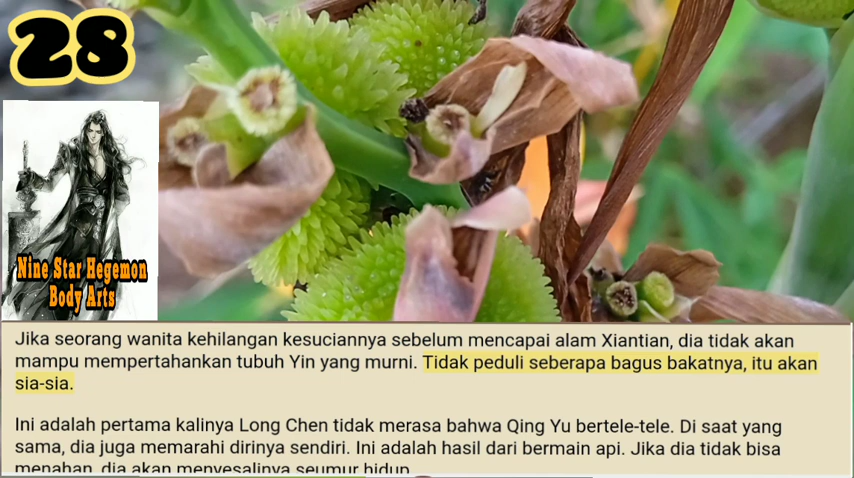 28
Nine Star Hegemon
Body Arts
Jika seorang wanita kehilangan kesuciannya sebelum mencapai alam Xiantian, dia tidak akan
mampu mempertahankan tubuh Yin yang murni. Tidak peduli seberapa bagus bakatnya, itu akan
sia-sia.
Ini adalah pertama kalinya Long Chen tidak merasa bahwa Qing Yu bertele-tele. Di saat yang
sama, dia juga memarahi dirinya sendiri. Ini adalah hasil dari bermain api. Jika dia tidak bisa
menahan, dia akan menyesalinya seumur hidup.